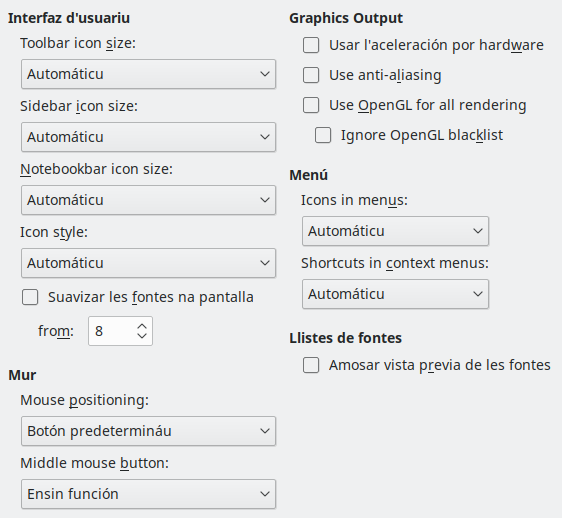 Interfaz d'usuariu
Toolbar icon size:
Automáticu
Sidebar icon size:
Automáticu
Notebookbar icon size:
Automáticu
Icon style:
Automáticu
Suavizar les fontes na pantalla
from: 8
Mur
Mouse positioning:
Botón predetermináu
Middle mouse button:
Ensin función
Graphics Output
Usar l'aceleración por hardware
Use anti-aliasing
Use OpenGL for all rendering
Ignore OpenGL blacklist
Menú
Icons in menus:
Automáticu
Shortcuts in context menus:
Automáticu
Llistes de fontes
Amosar vista previa de les fontes